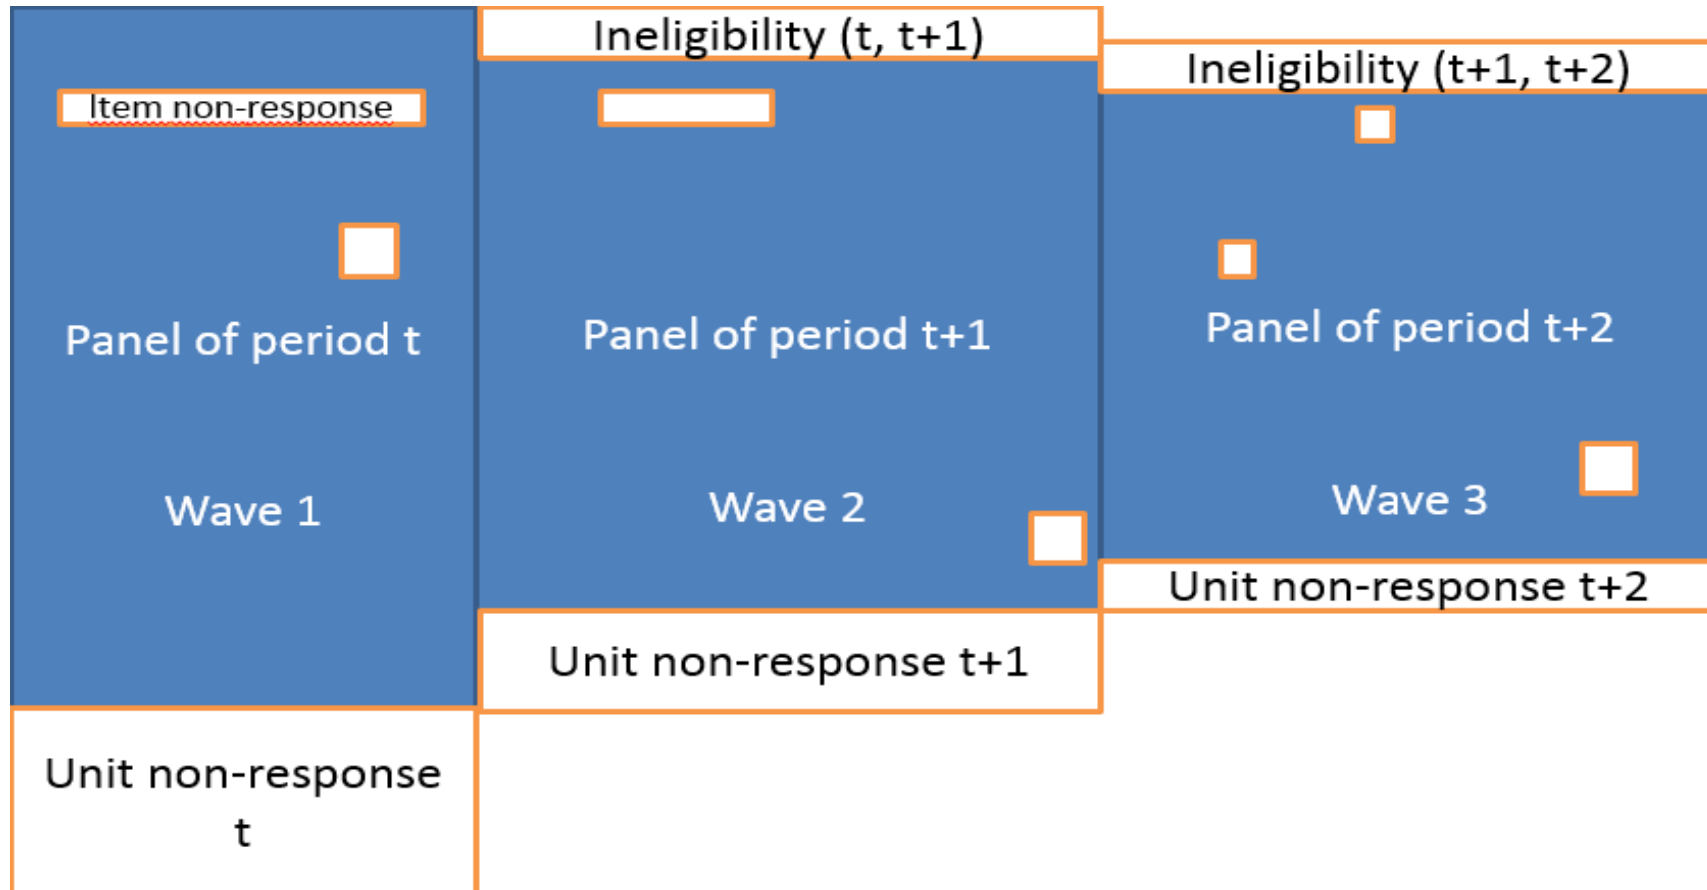 Item non-response
Panel of period t
Wave 1
Unit non-response
t
Ineligibility (t, t+1)
Panel of period t+1
Wave 2
Unit non-response t+1
Ineligibility (t+1, t+2)
Panel of period t+2
Wave 3
Unit non-response t+2